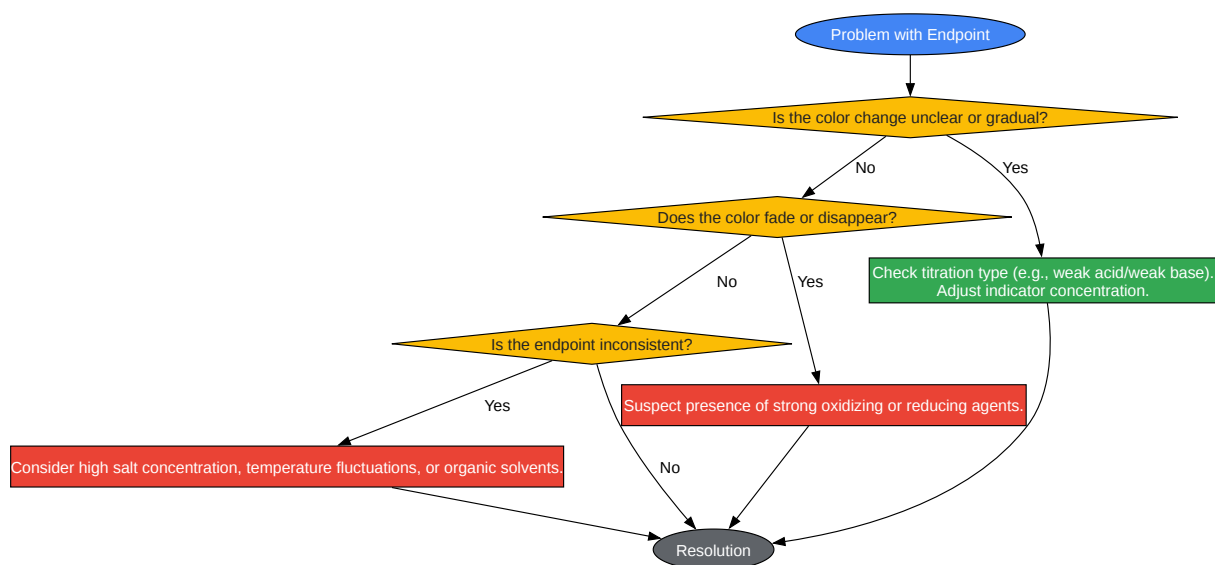 Problem with Endpoint
Is the color change unclear or gradual?
No
Yes
Does the color fade or disappear?
Check titration type (e.g., weak acid/weak base).
Adjust indicator concentration.
No
Yes
Is the endpoint inconsistent?
Yes
Suspect presence of strong oxidizing or reducing agents.
Consider high salt concentration, temperature fluctuations, or organic solvents.
No
Resolution